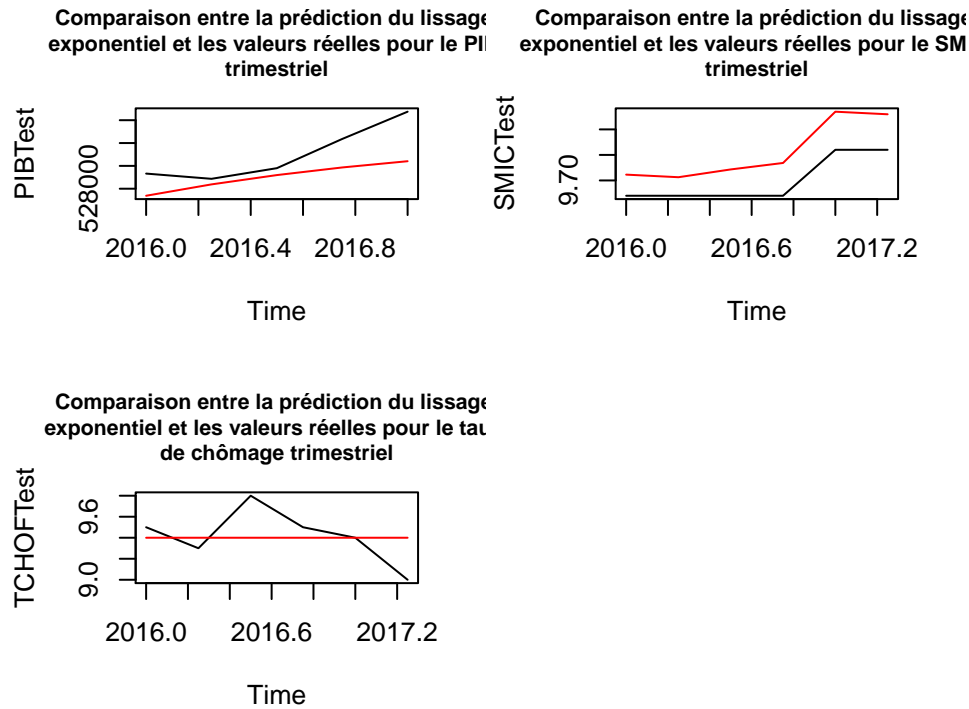 Comparaison entre la prédiction du lissage
exponentiel et les valeurs réelles pour le PI
trimestriel
PIBTest
528000
2016.0 2016.4 2016.8
Time
Comparaison entre la prédiction du lissage
exponentiel et les valeurs réelles pour le SM
trimestriel
SMICTest
9.70
2016.0 2016.6 2017.2
Time
Comparaison entre la prédiction du lissage
exponentiel et les valeurs réelles pour le tau
de chômage trimestriel
TCHOFTest
9.6
9.0
2016.0 2016.6 2017.2
Time